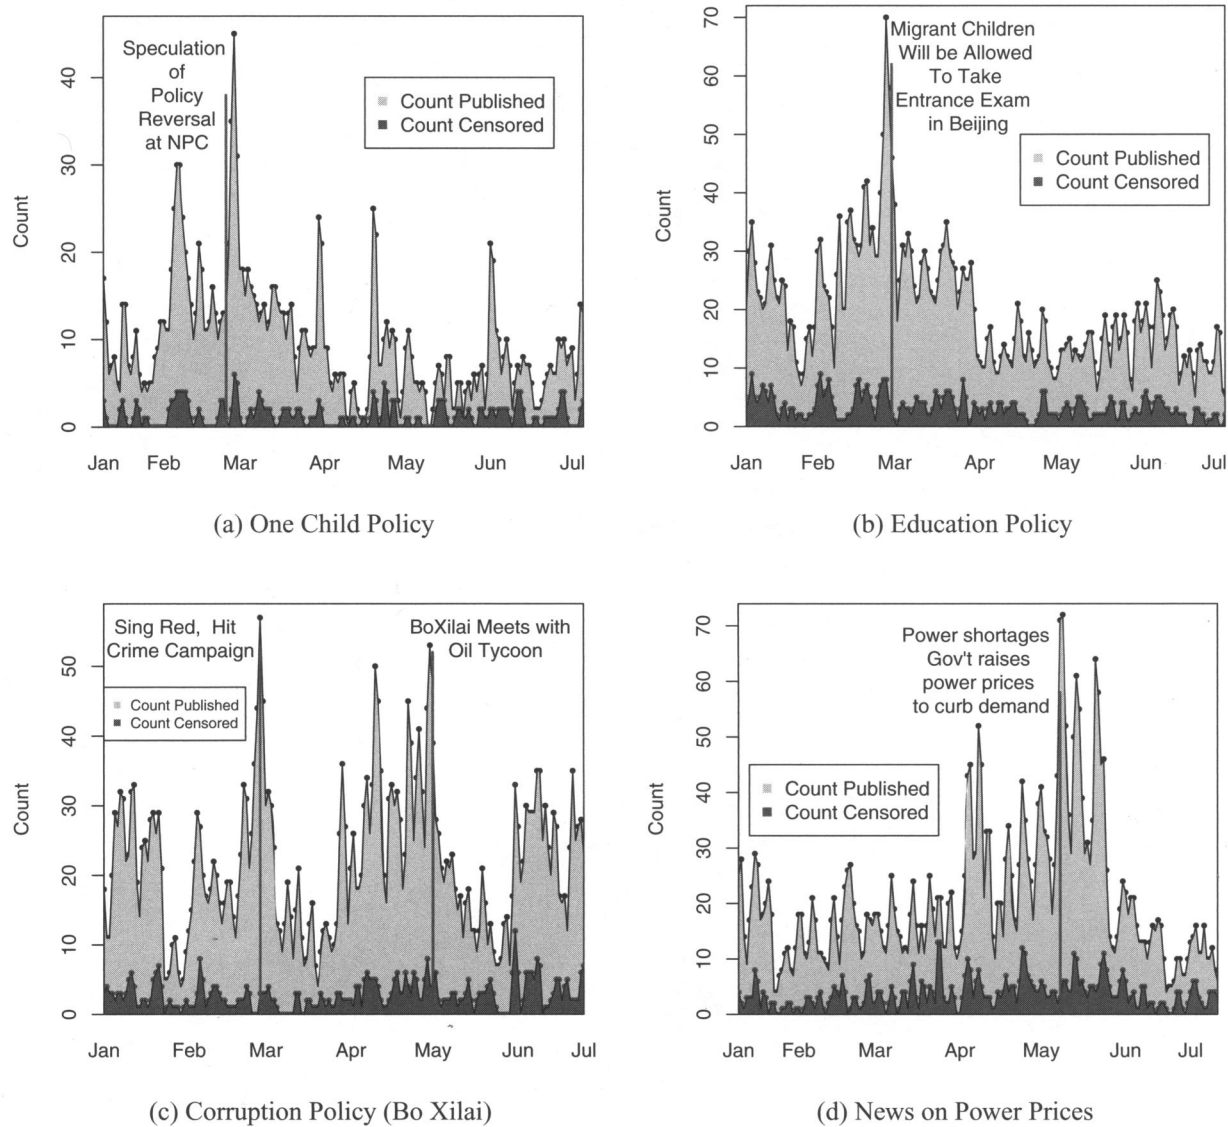 Speculation
of
Policy
Reversal
at NPC
Count Published
Count Censored
Count
0
10
20
30
40
Jan Feb Mar Apr May Jun Jul
(a) One Child Policy
Migrant Children
Will be Allowed
To Take
Entrance Exam
in Beijing
Count Published
Count Censored
Count
0
10
20
30
40
50
60
70
Jan Feb Mar Apr May Jun Jul
(b) Education Policy
Sing Red, Hit
Crime Campaign
BoXilai Meets with
Oil Tycoon
Count Published
Count Censored
Count
0
10
20
30
40
50
Jan Feb Mar Apr May Jun Jul
(c) Corruption Policy (Bo Xilai)
Power shortages
Gov't raises
power prices
to curb demand
Count Published
Count Censored
Count
0
10
20
30
40
50
60
70
Jan Feb Mar Apr May Jun Jul
(d) News on Power Prices